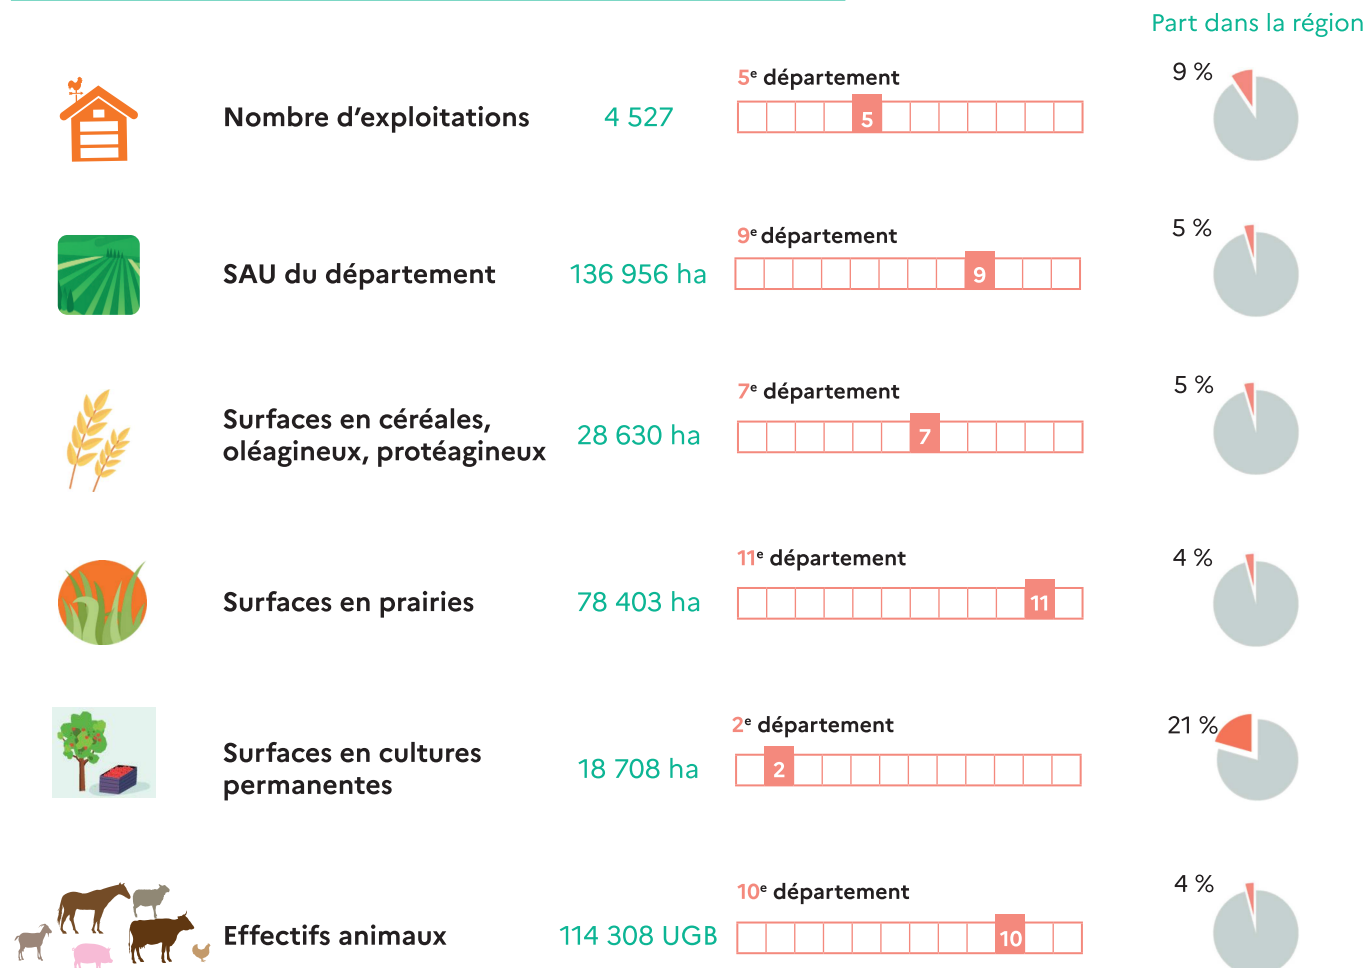 Part dans la région
Nombre d’exploitations
4 527
5e département
5
9 %
SAU du département
136 956 ha
9e département
9
5 %
Surfaces en céréales,
oléagineux, protéagineux
28 630 ha
7e département
7
5 %
Surfaces en prairies
78 403 ha
11e département
11
4 %
Surfaces en cultures
permanentes
18 708 ha
2e département
2
21 %
Effectifs animaux
114 308 UGB
10e département
10
4 %